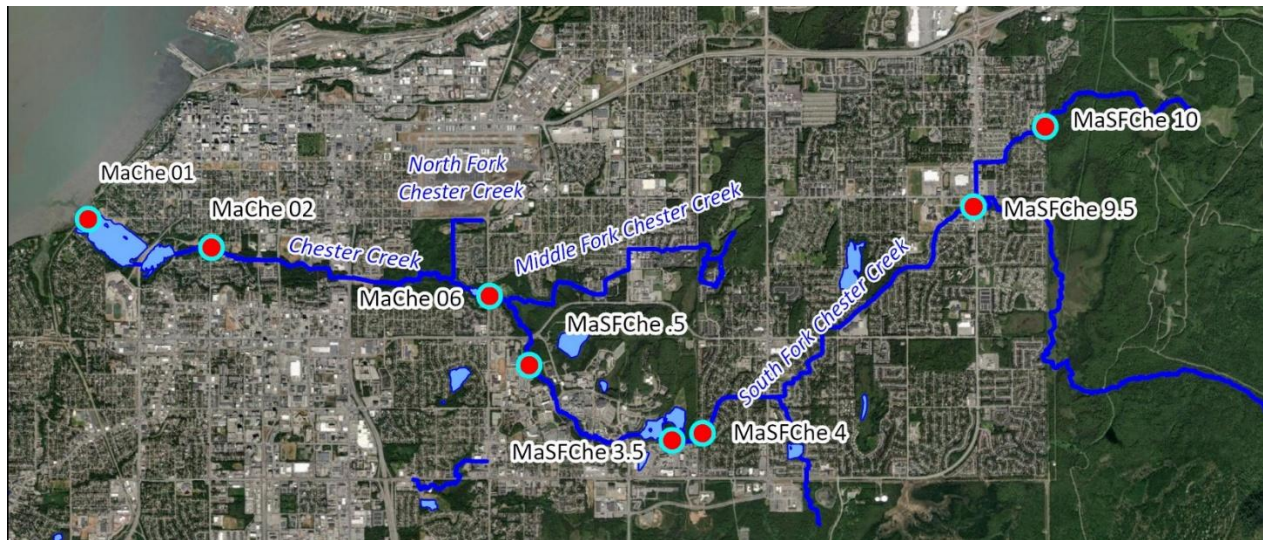 North Fork
Chester Creek
MaSFChe 10
MaChe 01
MaChe 02
MaSFChe 9.5
Chester Creek
Middle Fork Chester Creek
MaChe 06
MaSFChe .5
South Fork Chester Creek
MaSFChe 3.5
MaSFChe 4